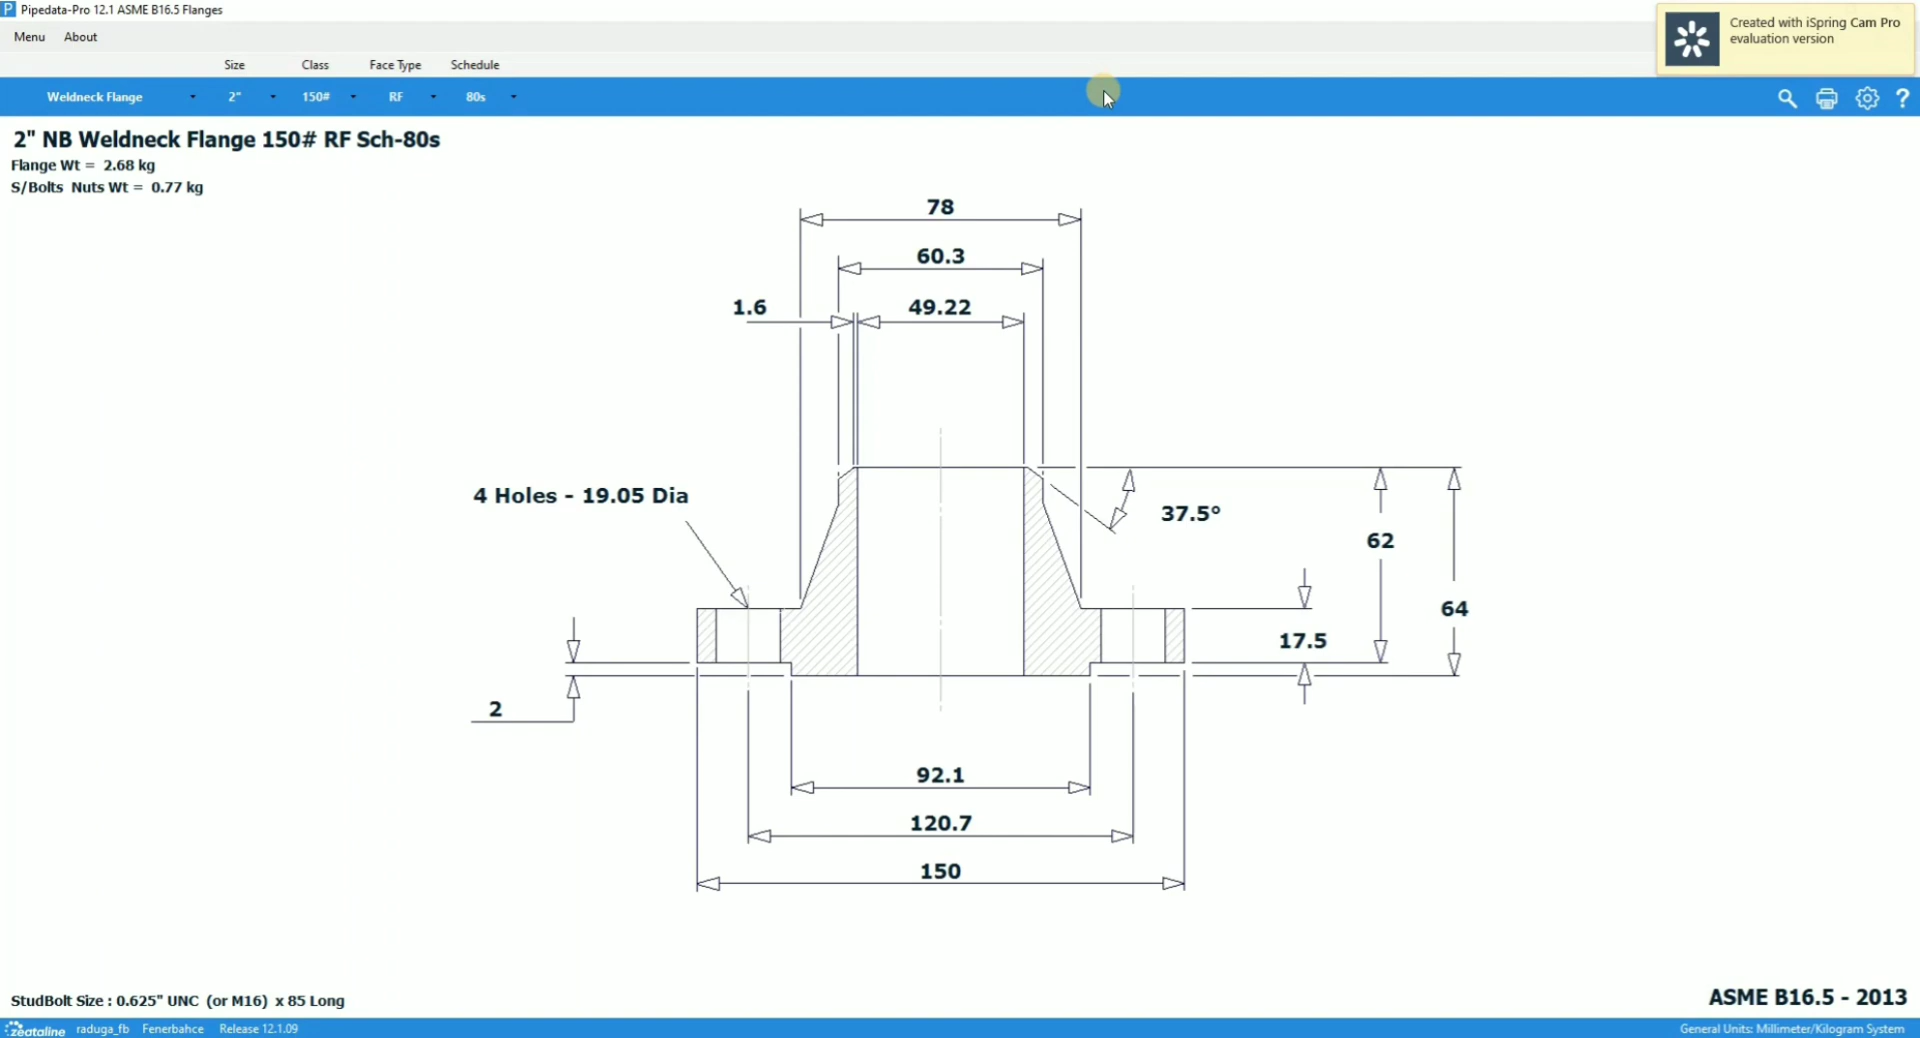 Pipedata-Pro 12.1 ASME B16.5 Flanges
Created with iSpring Cam Pro
evaluation version
Menu About
Size Class Face Type Schedule
Weldneck Flange 2" 150# RF 80s ?
2" NB Weldneck Flange 150# RF Sch-80s
Flange Wt = 2.68 kg
S/Bolts Nuts Wt = 0.77 kg
78
60.3
1.6 49.22
4 Holes - 19.05 Dia
37.5°
62
64
17.5
2
92.1
120.7
150
StudBolt Size : 0.625" UNC (or M16) x 85 Long
ASME B16.5 - 2013
zeataline raduga_fb Fenerbahce Release 12.1.09
General Units: Millimeter/Kilogram System